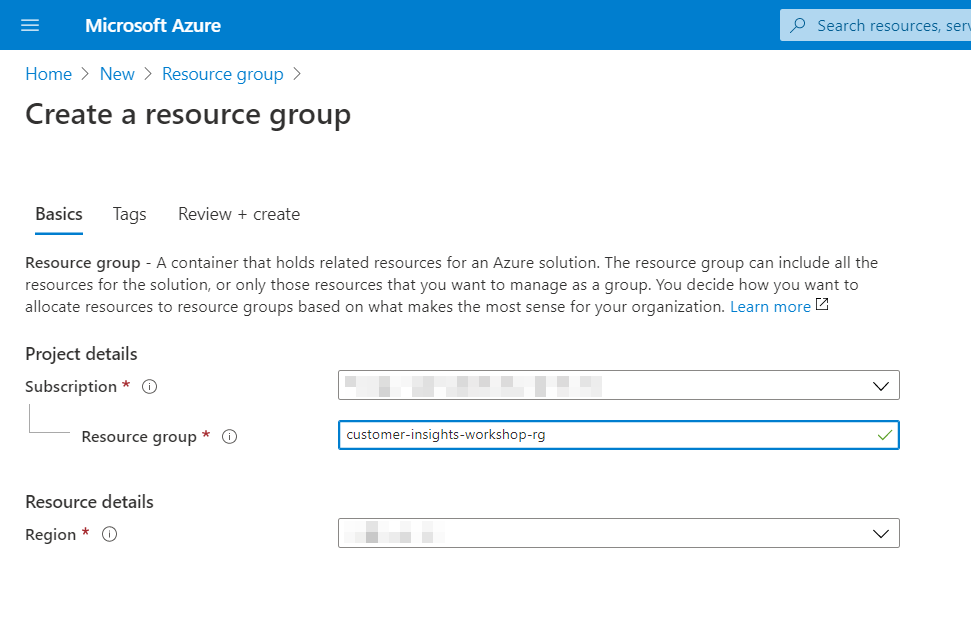 Microsoft Azure
Search resources, serv
Home > New > Resource group >
Create a resource group
Basics Tags Review + create
Resource group - A container that holds related resources for an Azure solution. The resource group can include all the
resources for the solution, or only those resources that you want to manage as a group. You decide how you want to
allocate resources to resource groups based on what makes the most sense for your organization. Learn more
Project details
Subscription *
Resource group *
customer-insights-workshop-rg
Resource details
Region *